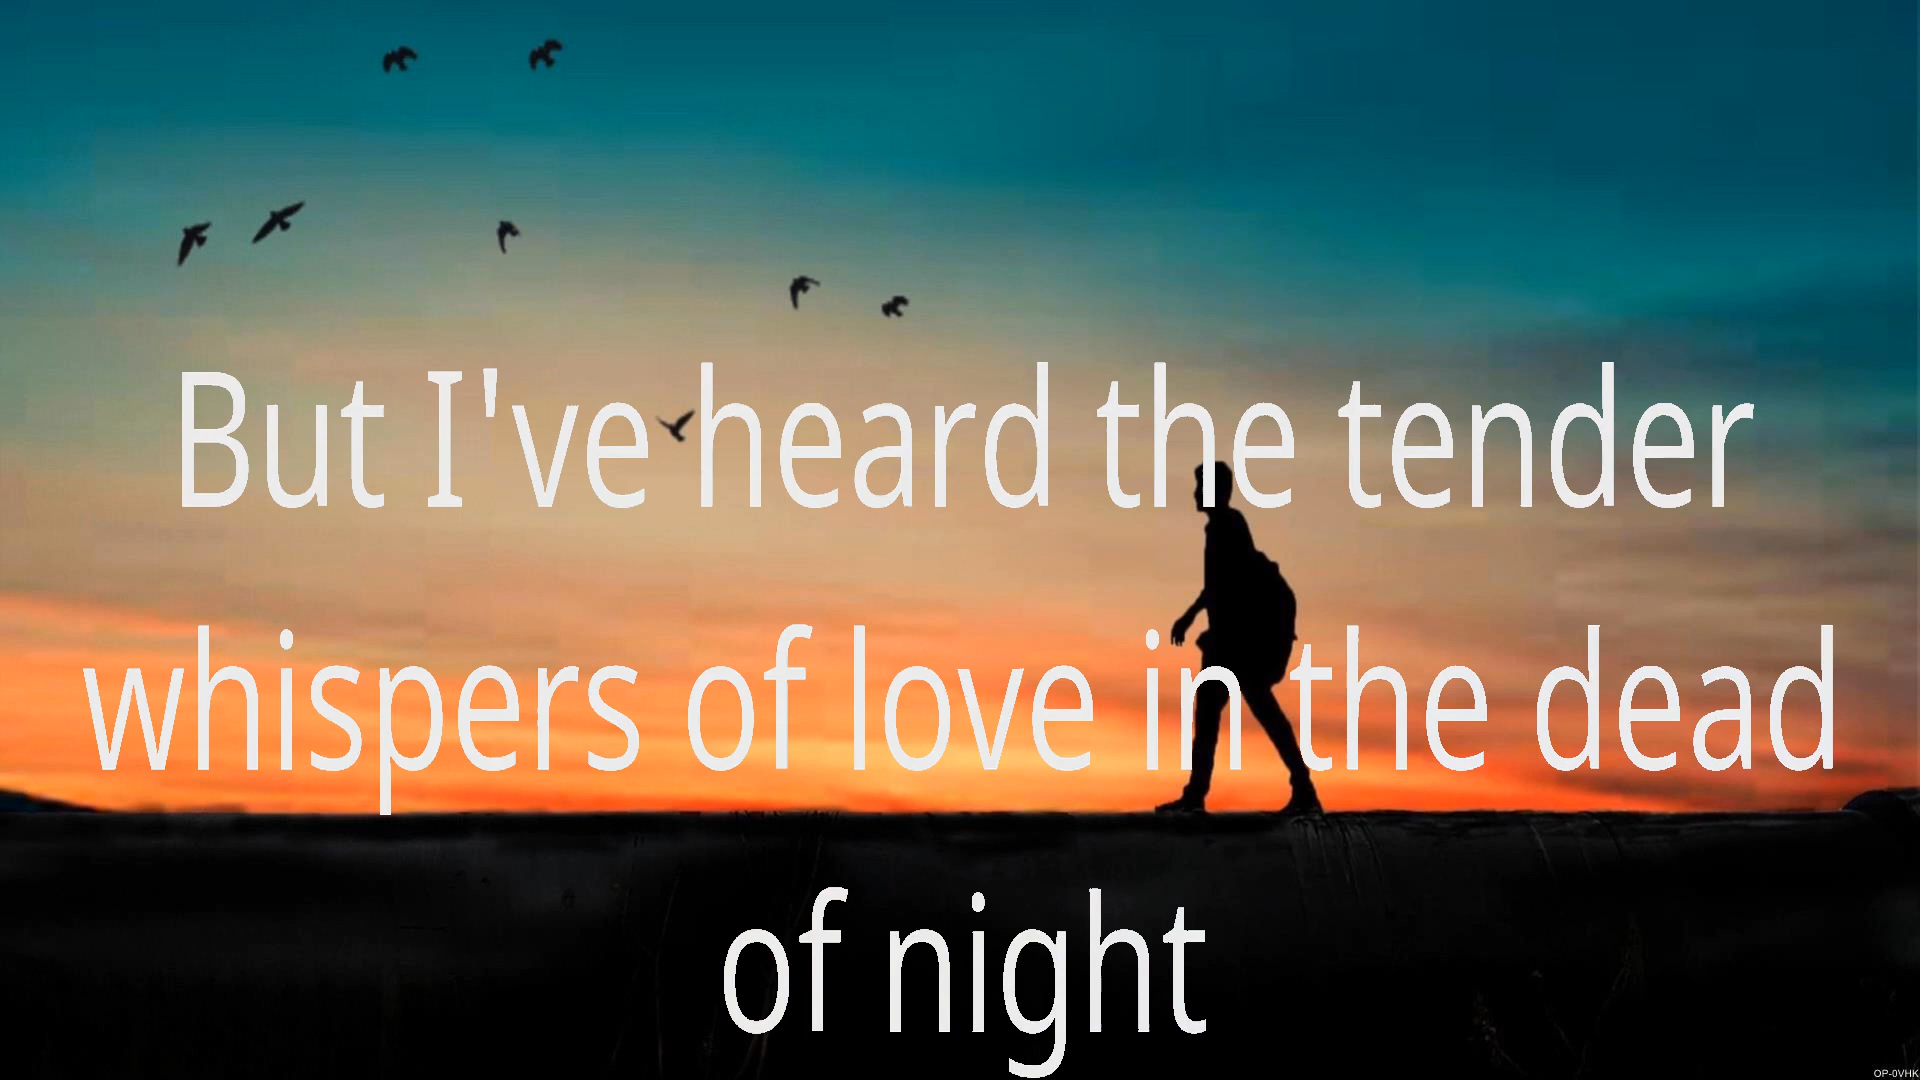 But I've heard the tender
whispers of love in the dead
of night
OP-0VHK